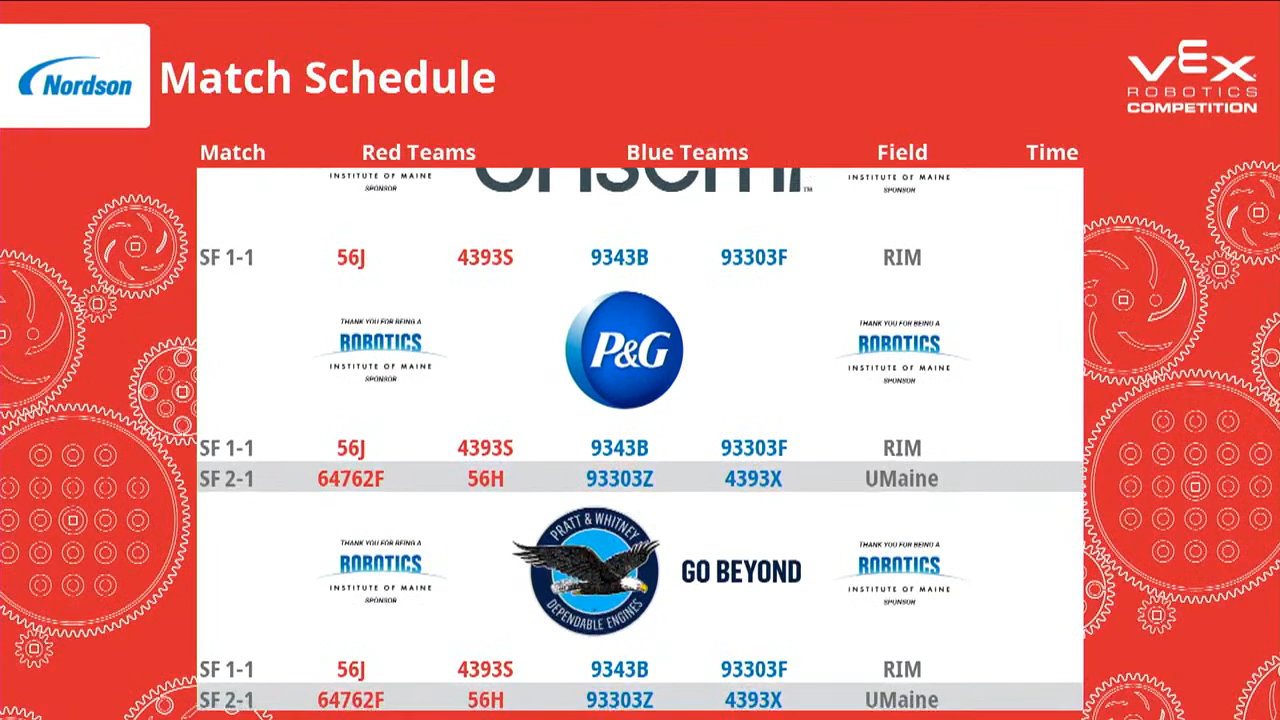 Nordson
Match Schedule
VEX
ROBOTICS
COMPETITION
Match Red Teams Blue Teams Field Time
INSTITUTE OF MAINE
SPONSOR
onsemi™
INSTITUTE OF MAINE
SPONSOR
SF 1-1 56J 4393S 9343B 93303F RIM
THANK YOU FOR BEING A
ROBOTICS
INSTITUTE OF MAINE
SPONSOR
P&G
THANK YOU FOR BEING A
ROBOTICS
INSTITUTE OF MAINE
SPONSOR
SF 1-1 56J 4393S 9343B 93303F RIM
SF 2-1 64762F 56H 93303Z 4393X UMaine
THANK YOU FOR BEING A
ROBOTICS
INSTITUTE OF MAINE
SPONSOR
PRATT & WHITNEY
DEPENDABLE ENGINES
GO BEYOND
THANK YOU FOR BEING A
ROBOTICS
INSTITUTE OF MAINE
SPONSOR
SF 1-1 56J 4393S 9343B 93303F RIM
SF 2-1 64762F 56H 93303Z 4393X UMaine